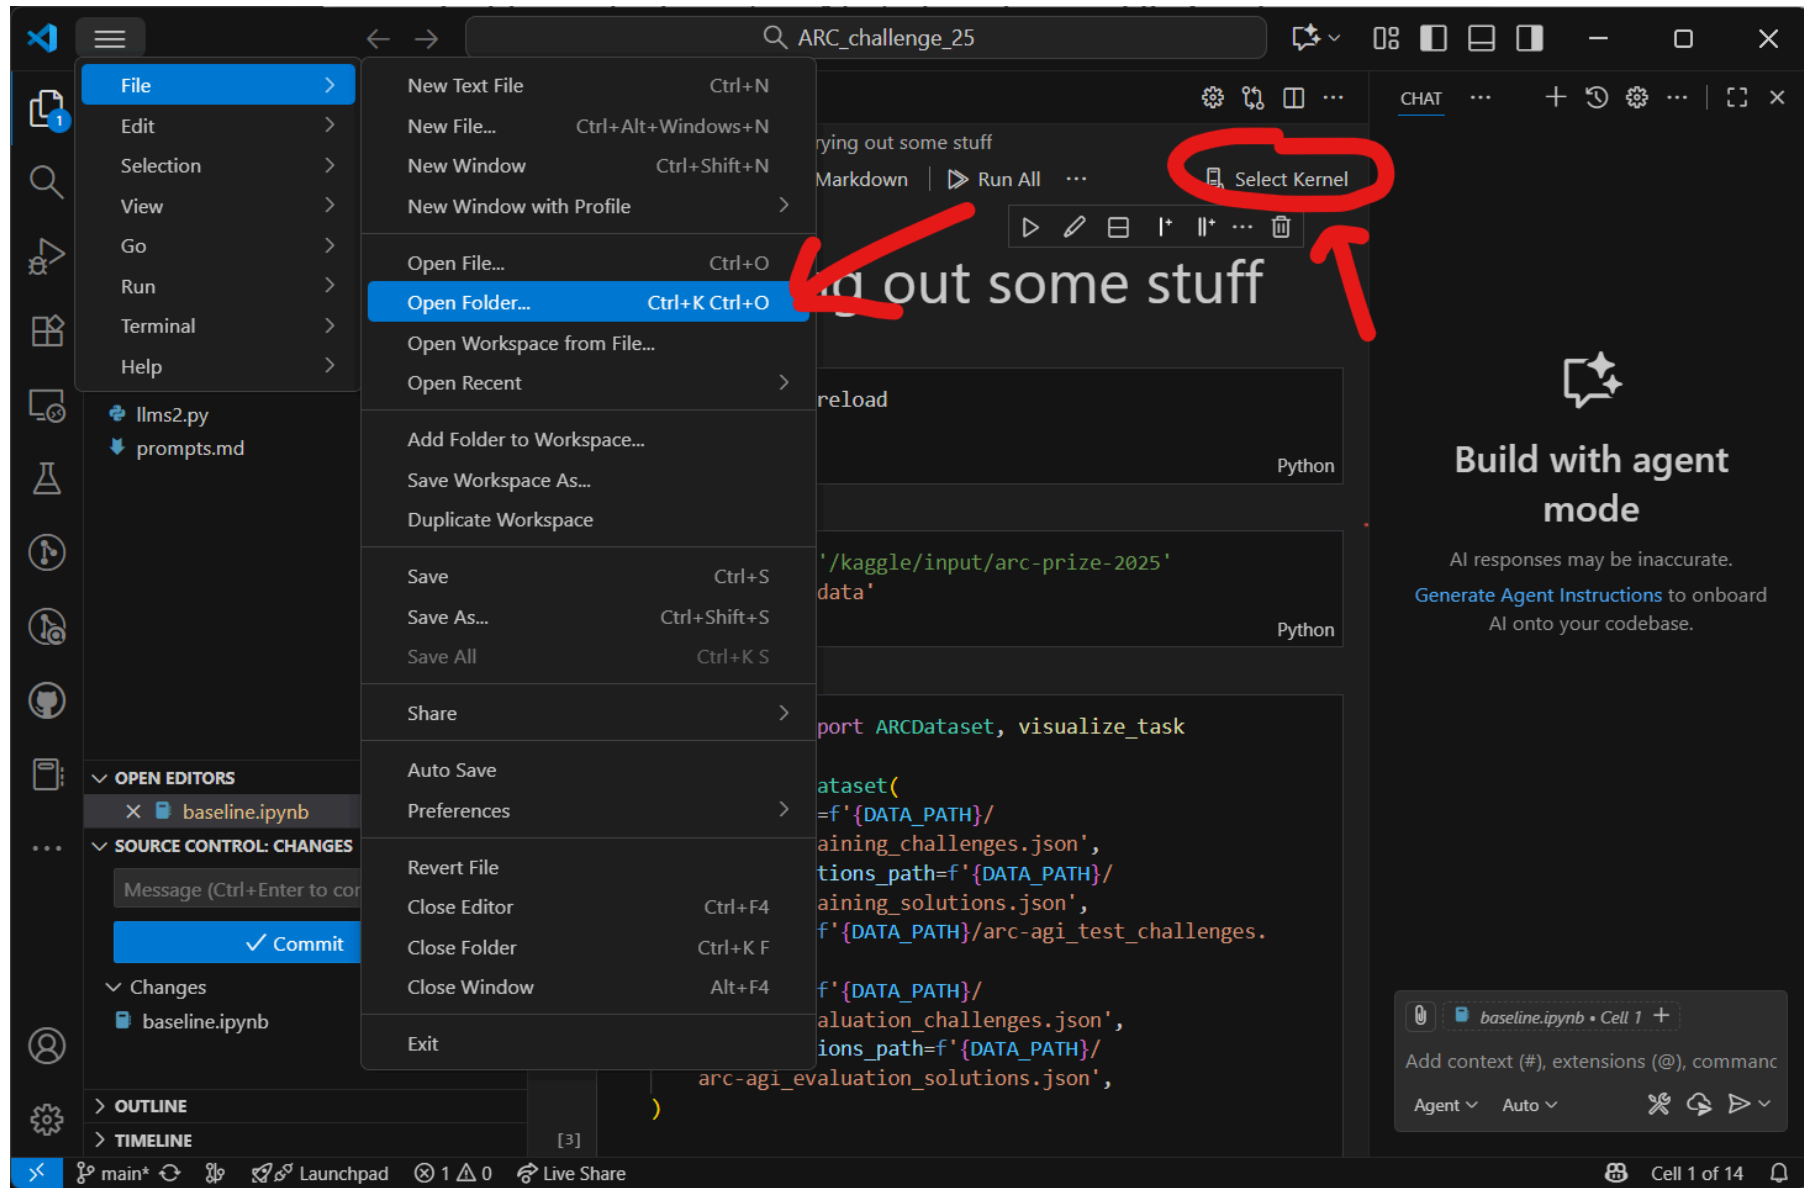 ARC_challenge_25
File
Edit
Selection
View
Go
Run
Terminal
Help
New Text File Ctrl+N
New File... Ctrl+Alt+Windows+N
New Window Ctrl+Shift+N
New Window with Profile
Open File... Ctrl+O
Open Folder... Ctrl+K Ctrl+O
Open Workspace from File...
Open Recent
Add Folder to Workspace...
Save Workspace As...
Duplicate Workspace
Save Ctrl+S
Save As... Ctrl+Shift+S
Save All Ctrl+K S
Share
Auto Save
Preferences
Revert File
Close Editor Ctrl+F4
Close Folder Ctrl+K F
Close Window Alt+F4
Exit
1
llms2.py
prompts.md
OPEN EDITORS
baseline.ipynb
SOURCE CONTROL: CHANGES
Message (Ctrl+Enter to cor
Commit
Changes
baseline.ipynb
OUTLINE
TIMELINE
rying out some stuff
Markdown Run All ... Select Kernel
ng out some stuff
reload
Python
'/kaggle/input/arc-prize-2025'
data'
Python
port ARCDataset, visualize_task
ataset(
=f'{DATA_PATH}/
aining_challenges.json',
tions_path=f'{DATA_PATH}/
aining_solutions.json',
f'{DATA_PATH}/arc-agi_test_challenges.
f'{DATA_PATH}/
aluation_challenges.json',
ions_path=f'{DATA_PATH}/
arc-agi_evaluation_solutions.json',
)
[3]
CHAT
Build with agent
mode
AI responses may be inaccurate.
Generate Agent Instructions to onboard
AI onto your codebase.
baseline.ipynb • Cell 1 +
Add context (#), extensions (@), commanc
Agent Auto
main* Launchpad 1 0 Live Share Cell 1 of 14